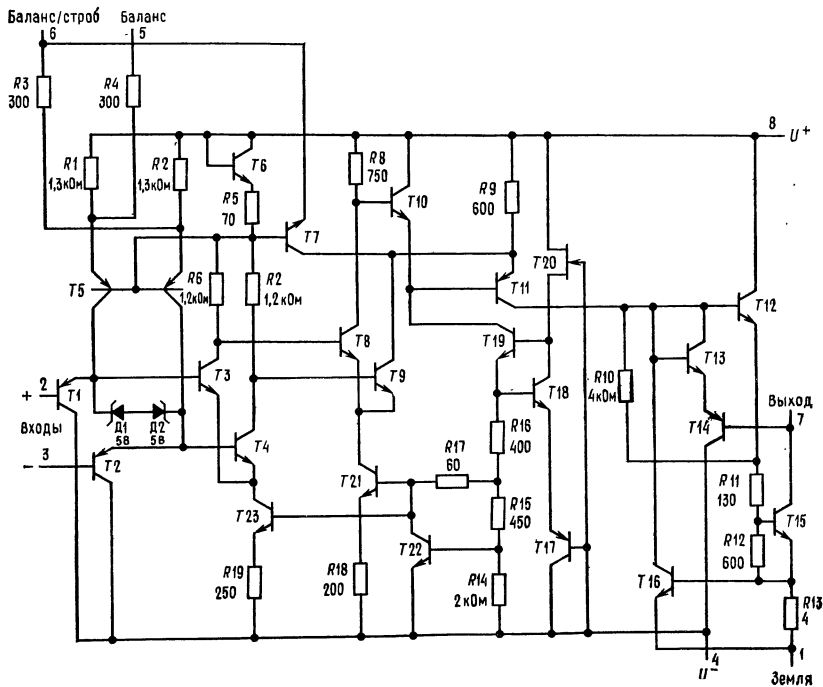 Баланс/строб Баланс
6 5
R3
300
R4
300
8 U⁺
R1
1,3кОм
R2
1,3кОм
T6
R5
70
R8
750
T10
R9
600
T7
T20
T5
R6
1,2кОм
R2
1,2кОм
T11
T12
T8
T19
T13
+ 2
T1
T3
T9
T18
R10
4кОм
T14
Выход
7
Д1
5В
Д2
5В
Входы
T4
R16
400
− 3
T2
R17
60
T21
R11
130
T15
T23
R15
450
T22
T17
R12
600
T16
R19
250
R18
200
R14
2кОм
R13
4
4
U⁻
1
Земля